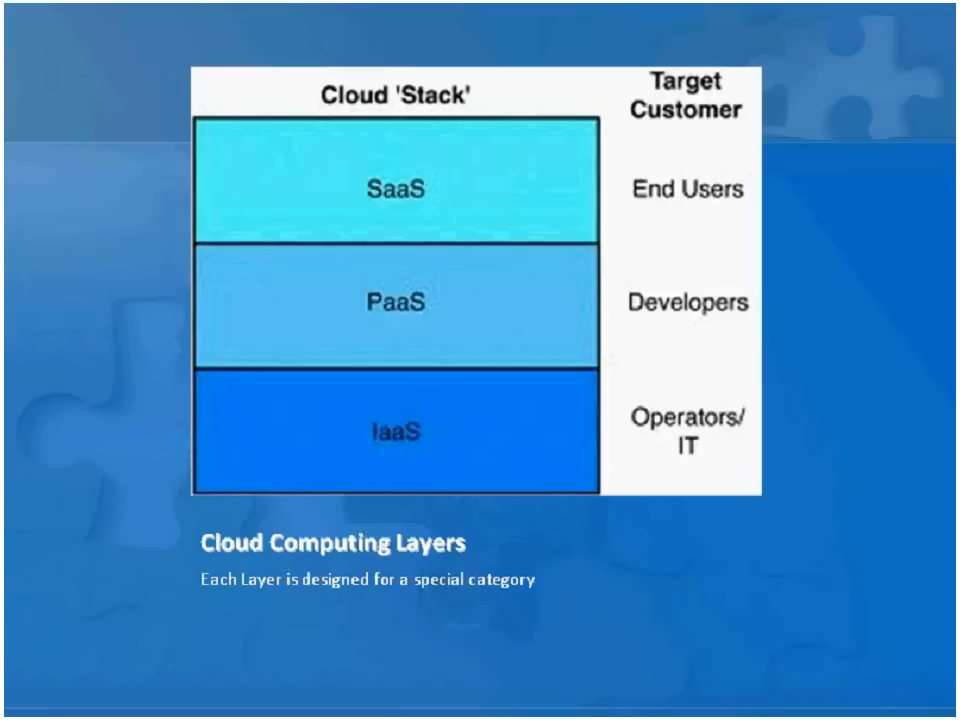 Cloud 'Stack'
Target
Customer
SaaS
End Users
PaaS
Developers
IaaS
Operators/
IT
Cloud Computing Layers
Each Layer is designed for a special category